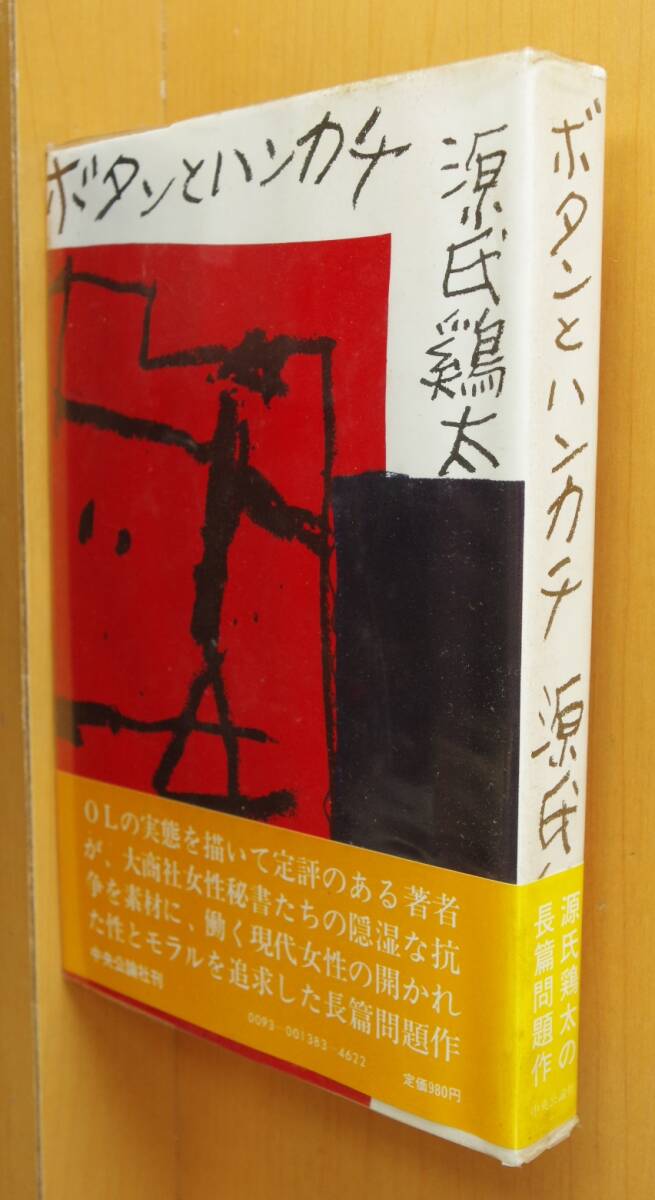 ボタンとハンカチ
源氏鶏太
OLの実態を描いて定評のある著者
が、大商社女性秘書たちの隠湿な抗
争を素材に、働く現代女性の開かれ
た性とモラルを追求した長篇問題作
中央公論社刊
0093-001383-4622
定価980円
ボタンとハンカチ 源氏
源氏鶏太の
長篇問題作
中央公論社